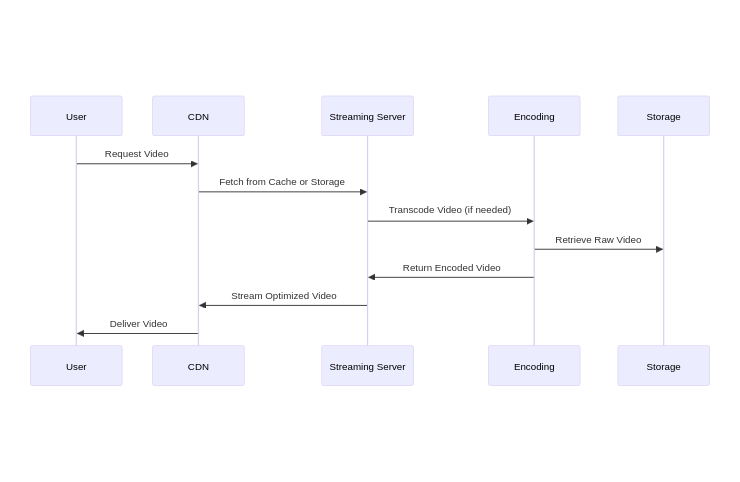 User
CDN
Streaming Server
Encoding
Storage
Request Video
Fetch from Cache or Storage
Transcode Video (if needed)
Retrieve Raw Video
Return Encoded Video
Stream Optimized Video
Deliver Video
User
CDN
Streaming Server
Encoding
Storage